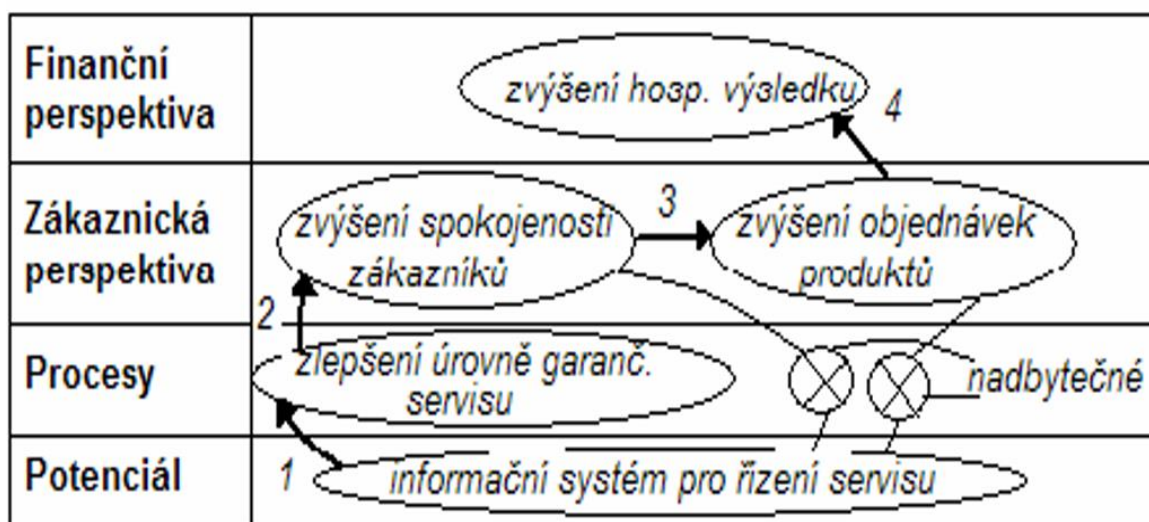 Finanční
perspektiva
zvýšení hosp. výsledku
4
Zákaznická
perspektiva
zvýšení spokojenosti
zákazníků
3
zvýšení objednávek
produktů
2
Procesy
zlepšení úrovně garanč.
servisu
nadbytečné
Potenciál
1
informační systém pro řízení servisu